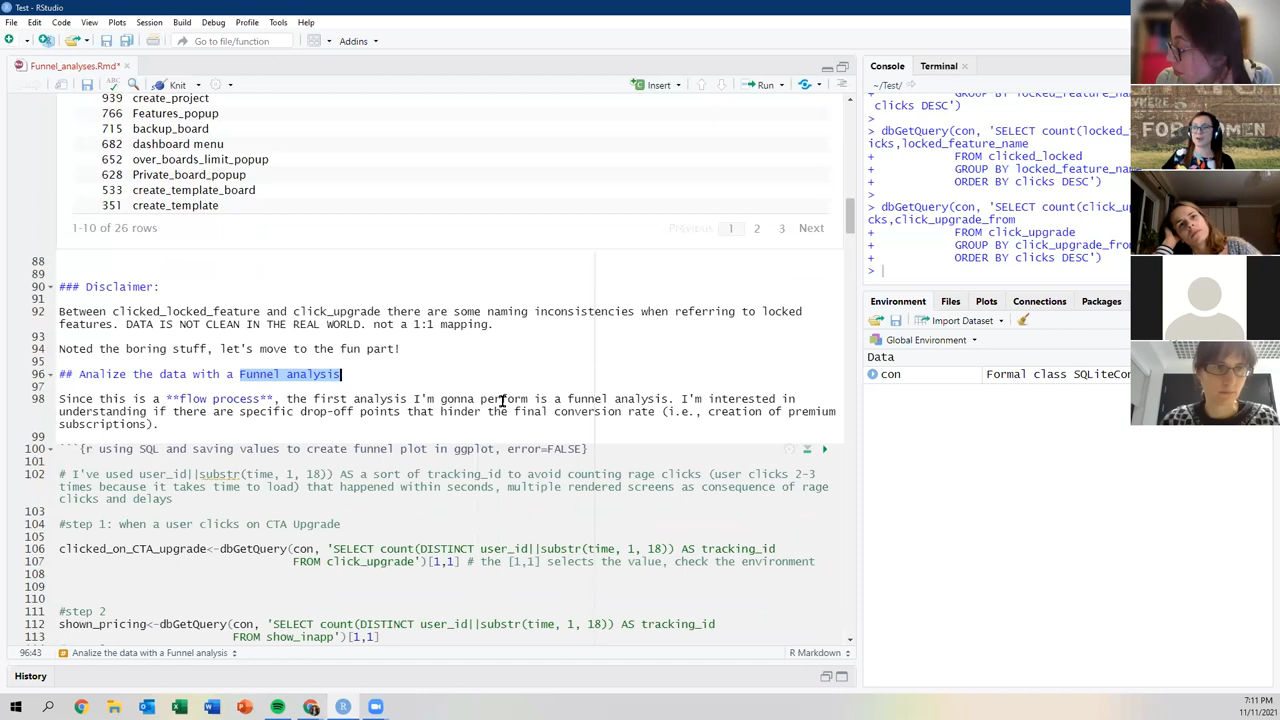 Test - RStudio
File Edit Code View Plots Session Build Debug Profile Tools Help
Go to file/function
Addins
Funnel_analyses.Rmd*
Knit
Insert
Run
939 create_project
766 Features_popup
715 backup_board
682 dashboard menu
652 over_boards_limit_popup
628 Private_board_popup
533 create_template_board
351 create_template
1-10 of 26 rows
Previous 1 2 3 Next
88
89
90 ### Disclaimer:
91
92 Between clicked_locked_feature and click_upgrade there are some naming inconsistencies when referring to locked
features. DATA IS NOT CLEAN IN THE REAL WORLD. not a 1:1 mapping.
93
94 Noted the boring stuff, let's move to the fun part!
95
96 ## Analize the data with a Funnel analysis
97
98 Since this is a **flow process**, the first analysis I'm gonna perform is a funnel analysis. I'm interested in
understanding if there are specific drop-off points that hinder the final conversion rate (i.e., creation of premium
subscriptions).
99
100 ```{r using SQL and saving values to create funnel plot in ggplot, error=FALSE}
101
102 # I've used user_id||substr(time, 1, 18)) AS a sort of tracking_id to avoid counting rage clicks (user clicks 2-3
times because it takes time to load) that happened within seconds, multiple rendered screens as consequence of rage
clicks and delays
103
104 #step 1: when a user clicks on CTA Upgrade
105
106 clicked_on_CTA_upgrade<-dbGetQuery(con, 'SELECT count(DISTINCT user_id||substr(time, 1, 18)) AS tracking_id
107 FROM click_upgrade')[1,1] # the [1,1] selects the value, check the environment
108
109
110
111 #step 2
112 shown_pricing<-dbGetQuery(con, 'SELECT count(DISTINCT user_id||substr(time, 1, 18)) AS tracking_id
113 FROM show_inapp')[1,1]
96:43 Analize the data with a Funnel analysis R Markdown
History
Console Terminal
~/Test/
+ GROUP BY locked_feature_na
clicks DESC')
>
> dbGetQuery(con, 'SELECT count(locked_
icks,locked_feature_name
+ FROM clicked_locked
+ GROUP BY locked_feature_na
+ ORDER BY clicks DESC')
>
> dbGetQuery(con, 'SELECT count(click_up
cks,click_upgrade_from
+ FROM click_upgrade
+ GROUP BY click_upgrade_from
+ ORDER BY clicks DESC')
>
Environment Files Plots Connections Packages
Import Dataset
Global Environment
Data
con Formal class SQLiteCon
FOR WOMEN
7:11 PM
11/11/2021